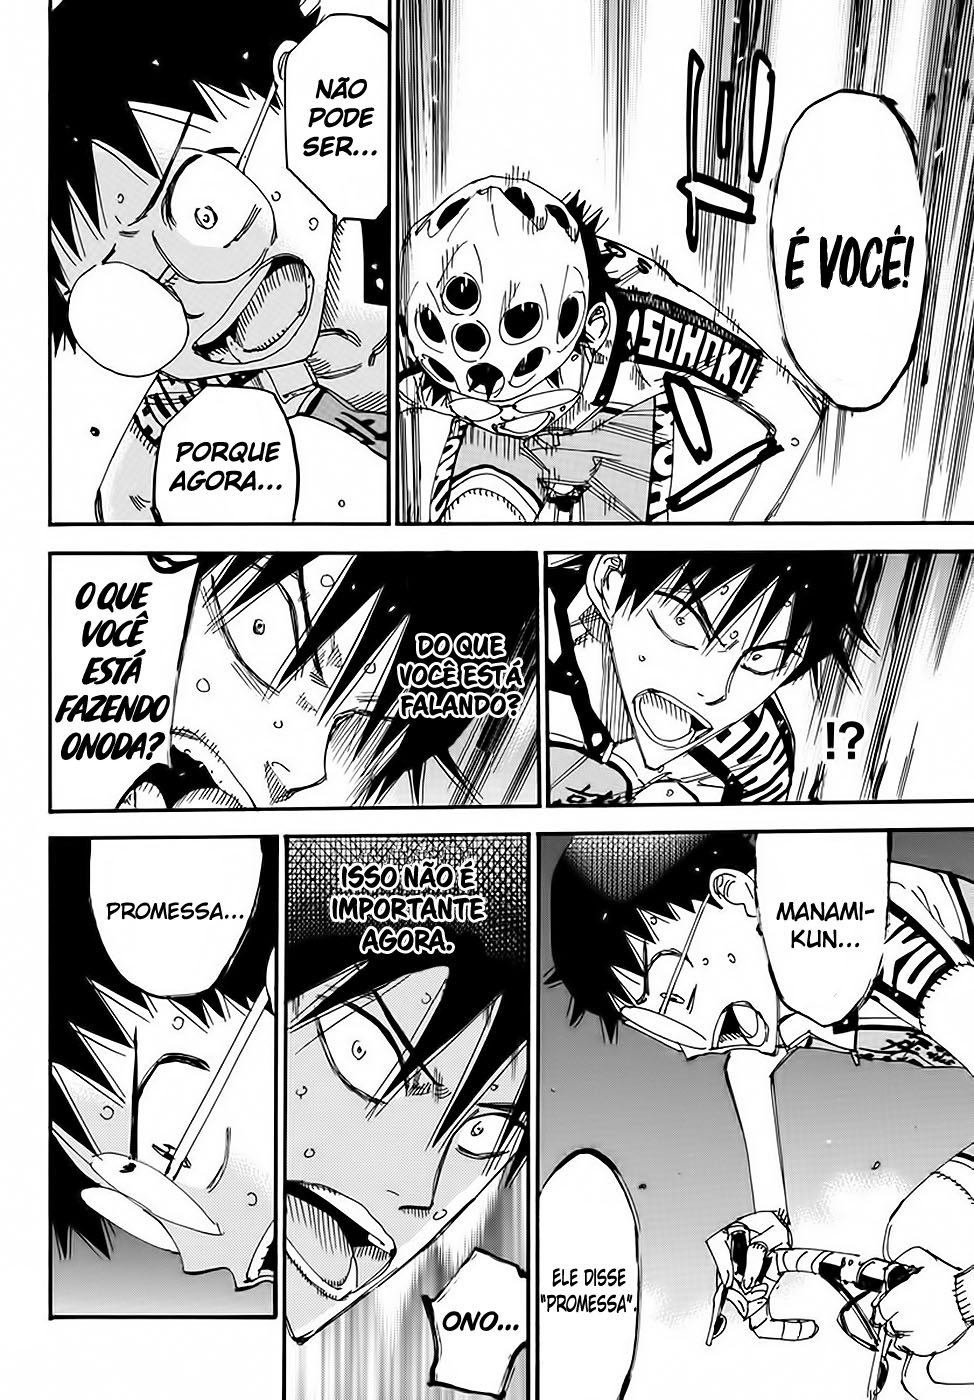 É VOCÊ!
SOHOKU
NÃO
PODE
SER...
PORQUE
AGORA...
!?
DO QUE
VOCÊ ESTÁ
FALANDO?
O QUE
VOCÊ
ESTÁ
FAZENDO
ONODA?
MANAMI-
KUN...
ELE DISSE
"PROMESSA".
ISSO NÃO É
IMPORTANTE
AGORA.
ONO...
PROMESSA...